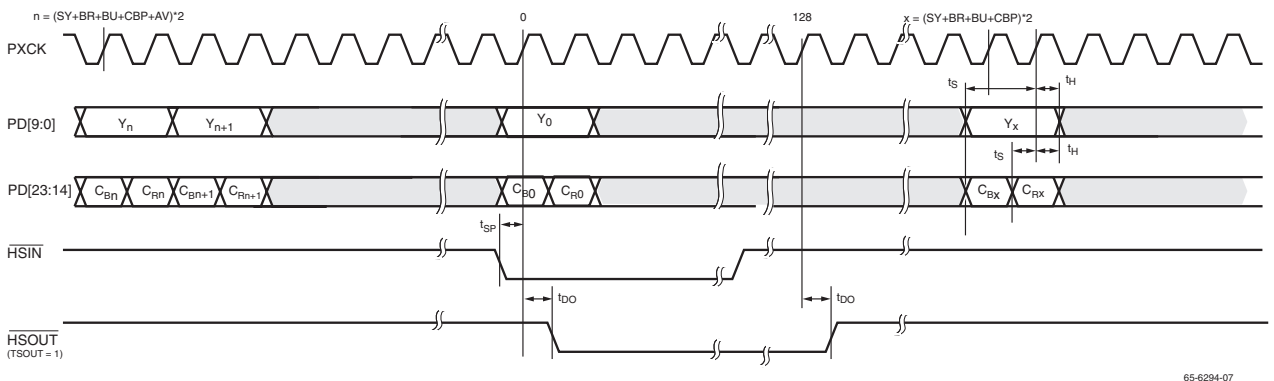 n = (SY+BR+BU+CBP+AV)*2
0
128
x = (SY+BR+BU+CBP)*2
PXCK
tS
tH
PD[9:0]
Yn
Yn+1
Y0
Yx
tS
tH
PD[23:14]
CBn
CRn
CBn+1
CRn+1
CB0
CR0
CBx
CRx
tSP
HSIN
tDO
tDO
HSOUT
(TSOUT = 1)
65-6294-07